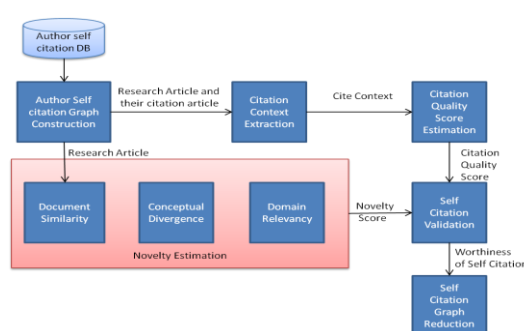 Author self
citation DB
Author Self
citation Graph
Construction
Research Article and
their citation article
Citation
Context
Extraction
Cite Context
Citation
Quality
Score
Estimation
Research Article
Citation
Quality
Score
Document
Similarity
Conceptual
Divergence
Domain
Relevancy
Novelty Estimation
Novelty
Score
Self
Citation
Validation
Worthiness
of Self Citation
Self
Citation
Graph
Reduction